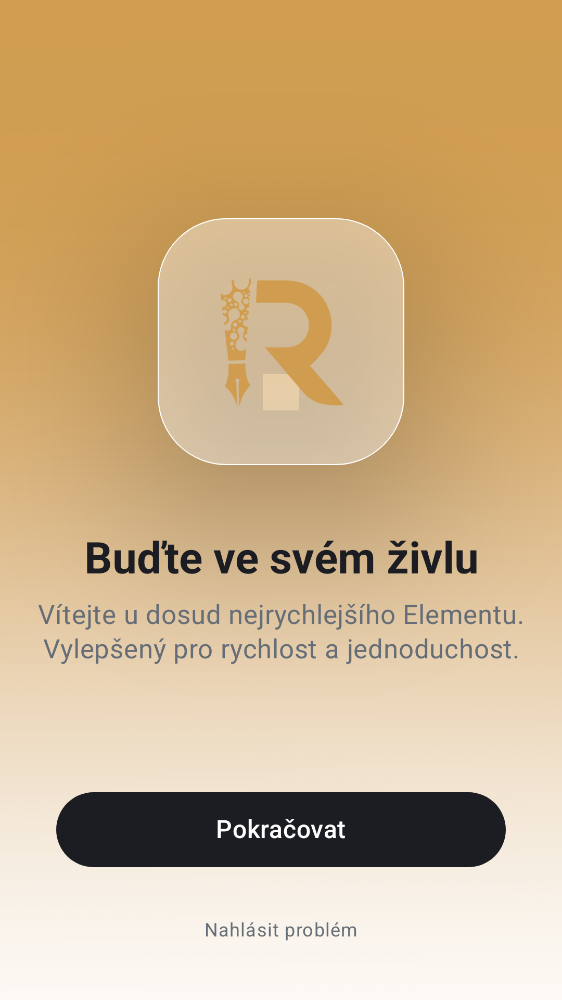 R
Buďte ve svém živlu
Vítejte u dosud nejrychlejšího Elementu.
Vylepšený pro rychlost a jednoduchost.
Pokračovat
Nahlásit problém